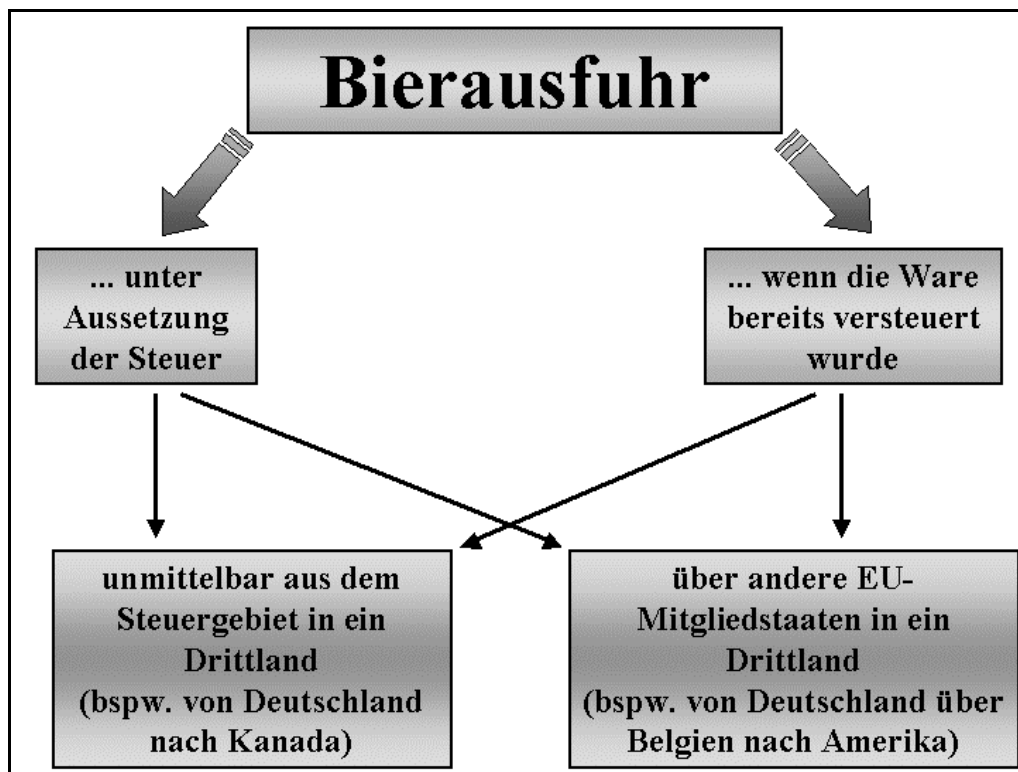 Bierausfuhr
... unter
Aussetzung
der Steuer
... wenn die Ware
bereits versteuert
wurde
unmittelbar aus dem
Steuergebiet in ein
Drittland
(bspw. von Deutschland
nach Kanada)
über andere EU-
Mitgliedstaaten in ein
Drittland
(bspw. von Deutschland über
Belgien nach Amerika)